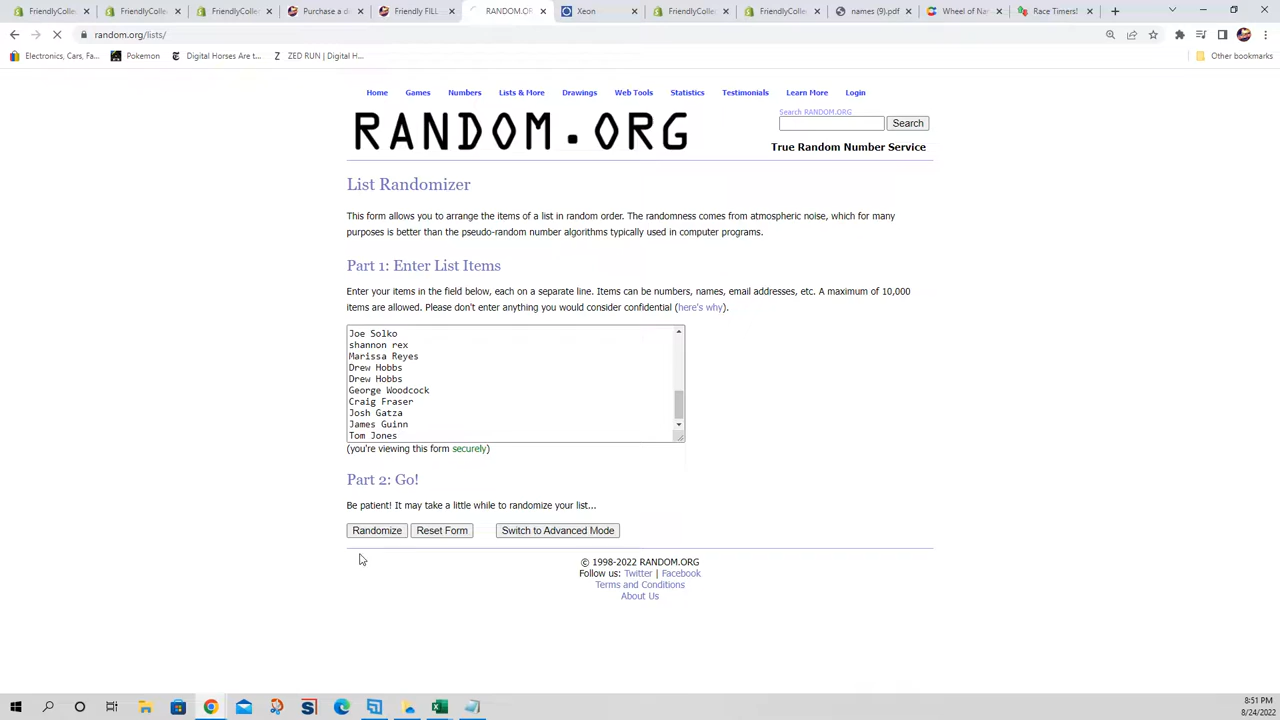 FriendlyColle
FriendlyColle
FriendlyColle
Purchase a d
Friendly FILL
RANDOM.OR
Xeon
FriendlyColle
FriendlyColle
names (9).pdf
Wheel of Nar
Race Timers!
random.org/lists/
Electronics, Cars, Fa...
Pokemon
Digital Horses Are t...
ZED RUN | Digital H...
Other bookmarks
Home Games Numbers Lists & More Drawings Web Tools Statistics Testimonials Learn More Login
RANDOM.ORG
Search RANDOM.ORG
Search
True Random Number Service
List Randomizer
This form allows you to arrange the items of a list in random order. The randomness comes from atmospheric noise, which for many
purposes is better than the pseudo-random number algorithms typically used in computer programs.
Part 1: Enter List Items
Enter your items in the field below, each on a separate line. Items can be numbers, names, email addresses, etc. A maximum of 10,000
items are allowed. Please don't enter anything you would consider confidential (here's why).
Joe Solko
shannon rex
Marissa Reyes
Drew Hobbs
Drew Hobbs
George Woodcock
Craig Fraser
Josh Gatza
James Guinn
Tom Jones
(you're viewing this form securely)
Part 2: Go!
Be patient! It may take a little while to randomize your list...
Randomize Reset Form Switch to Advanced Mode
© 1998-2022 RANDOM.ORG
Follow us: Twitter | Facebook
Terms and Conditions
About Us
8:51 PM
8/24/2022